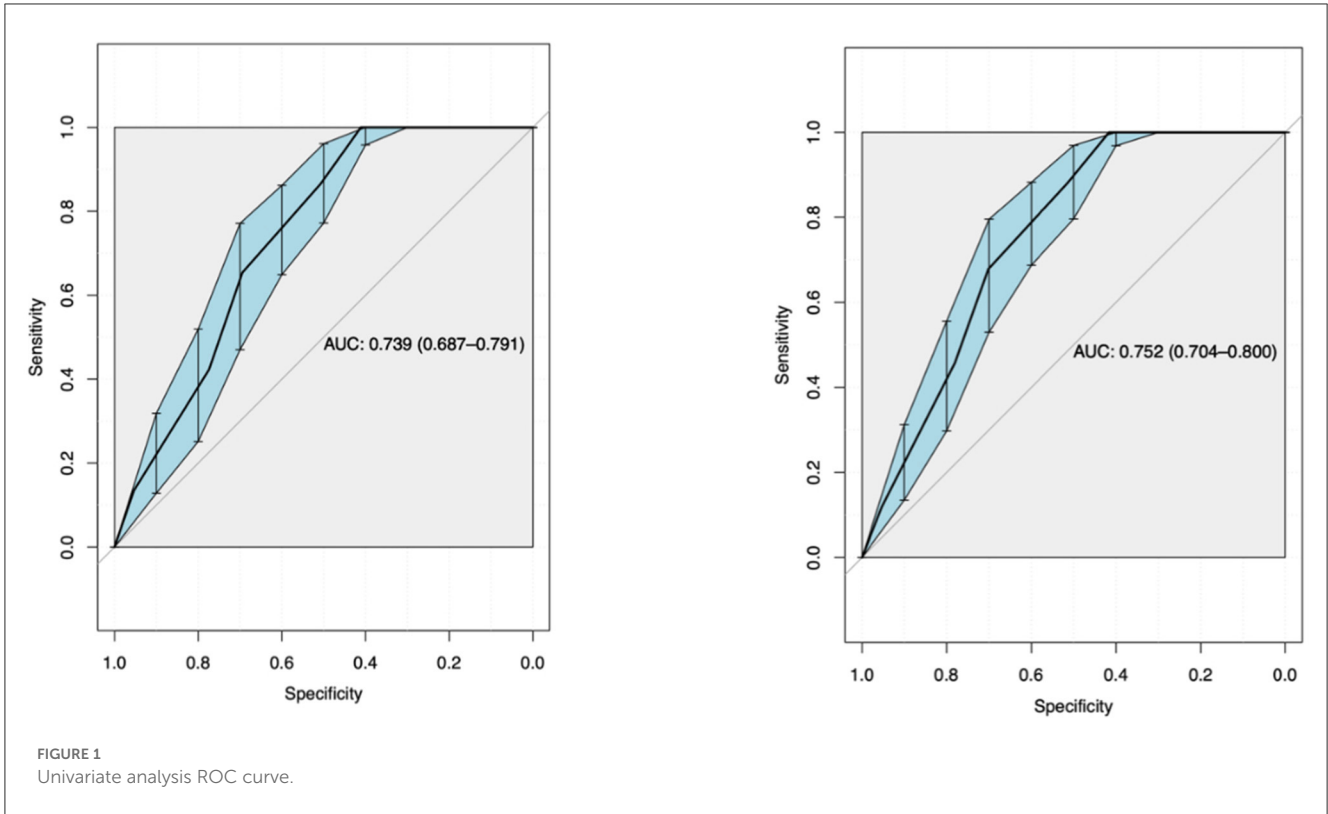 1.0
0.8
0.6
0.4
0.2
0.0
Sensitivity
AUC: 0.739 (0.687–0.791)
1.0 0.8 0.6 0.4 0.2 0.0
Specificity
1.0
0.8
0.6
0.4
0.2
0.0
Sensitivity
AUC: 0.752 (0.704–0.800)
1.0 0.8 0.6 0.4 0.2 0.0
Specificity
FIGURE 1
Univariate analysis ROC curve.